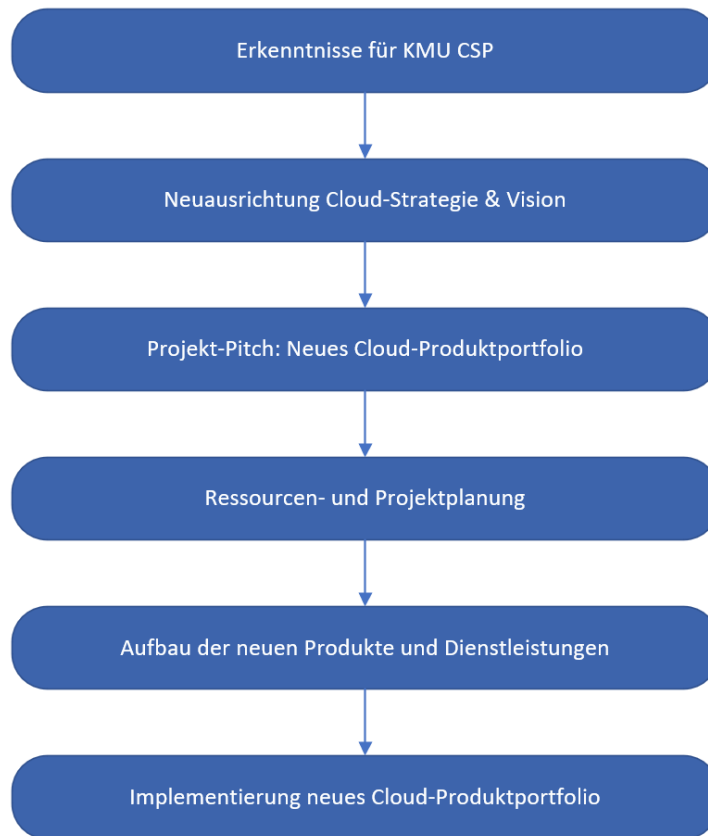 Erkenntnisse für KMU CSP
Neuausrichtung Cloud-Strategie & Vision
Projekt-Pitch: Neues Cloud-Produktportfolio
Ressourcen- und Projektplanung
Aufbau der neuen Produkte und Dienstleistungen
Implementierung neues Cloud-Produktportfolio